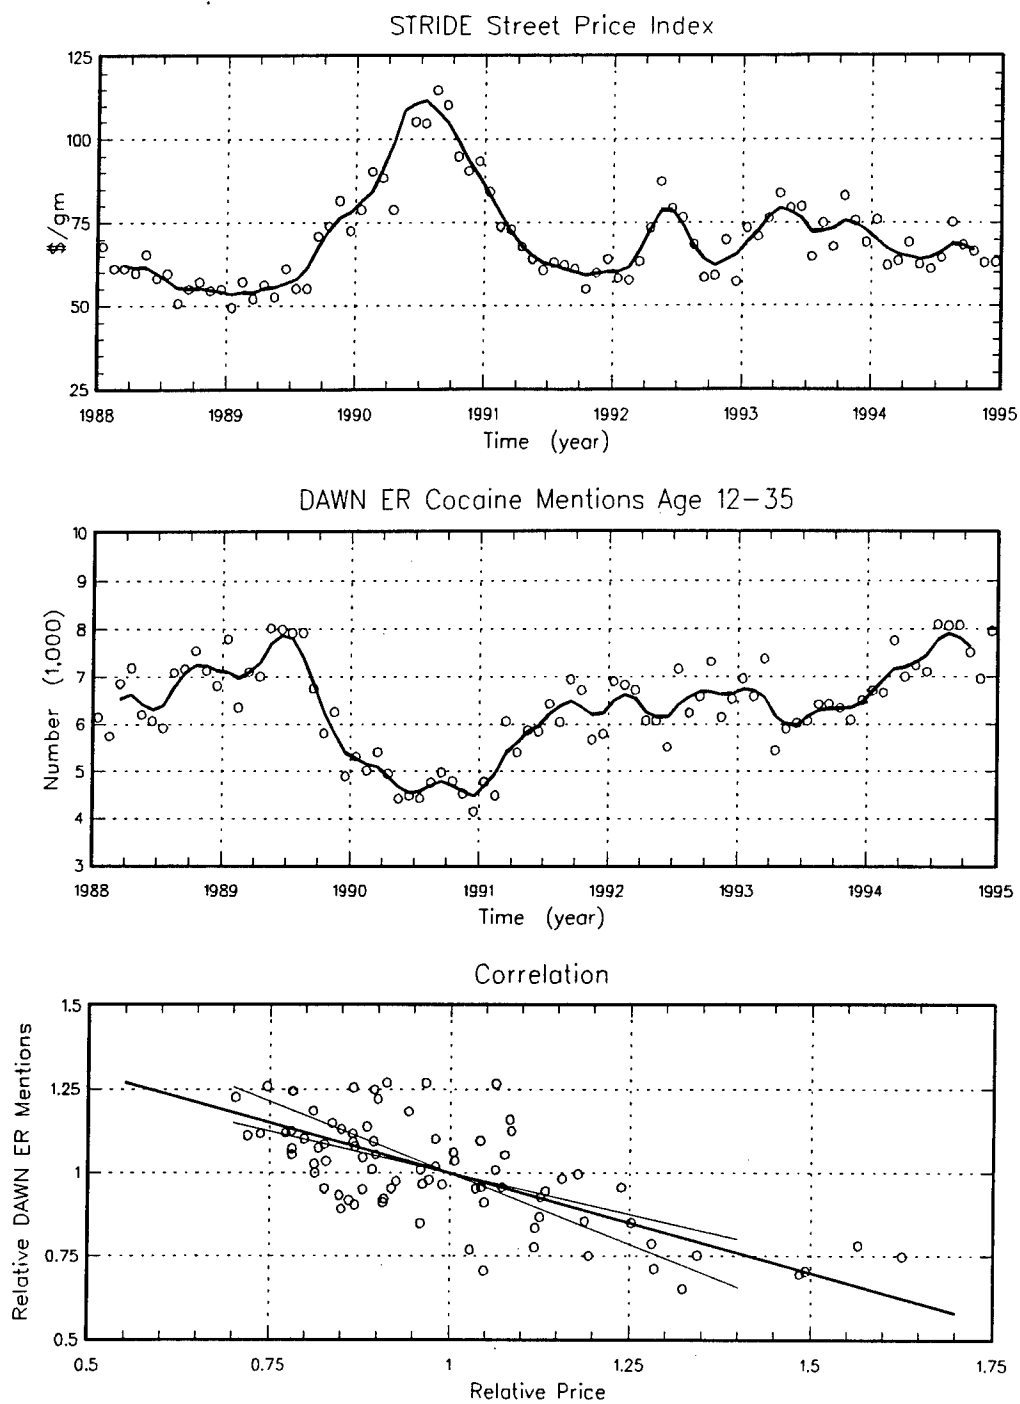 STRIDE Street Price Index
125
100
75
50
25
$/gm
1988 1989 1990 1991 1992 1993 1994 1995
Time (year)
DAWN ER Cocaine Mentions Age 12-35
10
9
8
7
6
5
4
3
Number (1,000)
1988 1989 1990 1991 1992 1993 1994 1995
Time (year)
Correlation
1.5
1.25
1
0.75
0.5
Relative DAWN ER Mentions
0.5 0.75 1 1.25 1.5 1.75
Relative Price